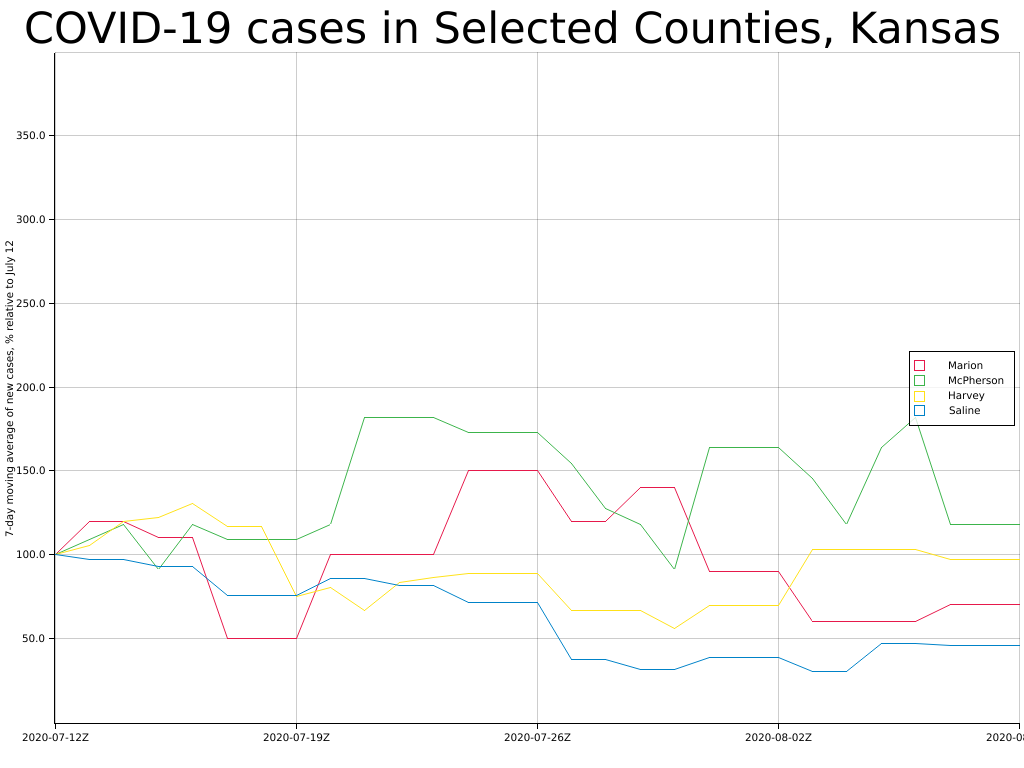 COVID-19 cases in Selected Counties, Kansas
7-day moving average of new cases, % relative to July 12
350.0
300.0
250.0
200.0
150.0
100.0
50.0
Marion
McPherson
Harvey
Saline
2020-07-12Z
2020-07-19Z
2020-07-26Z
2020-08-02Z
2020-08